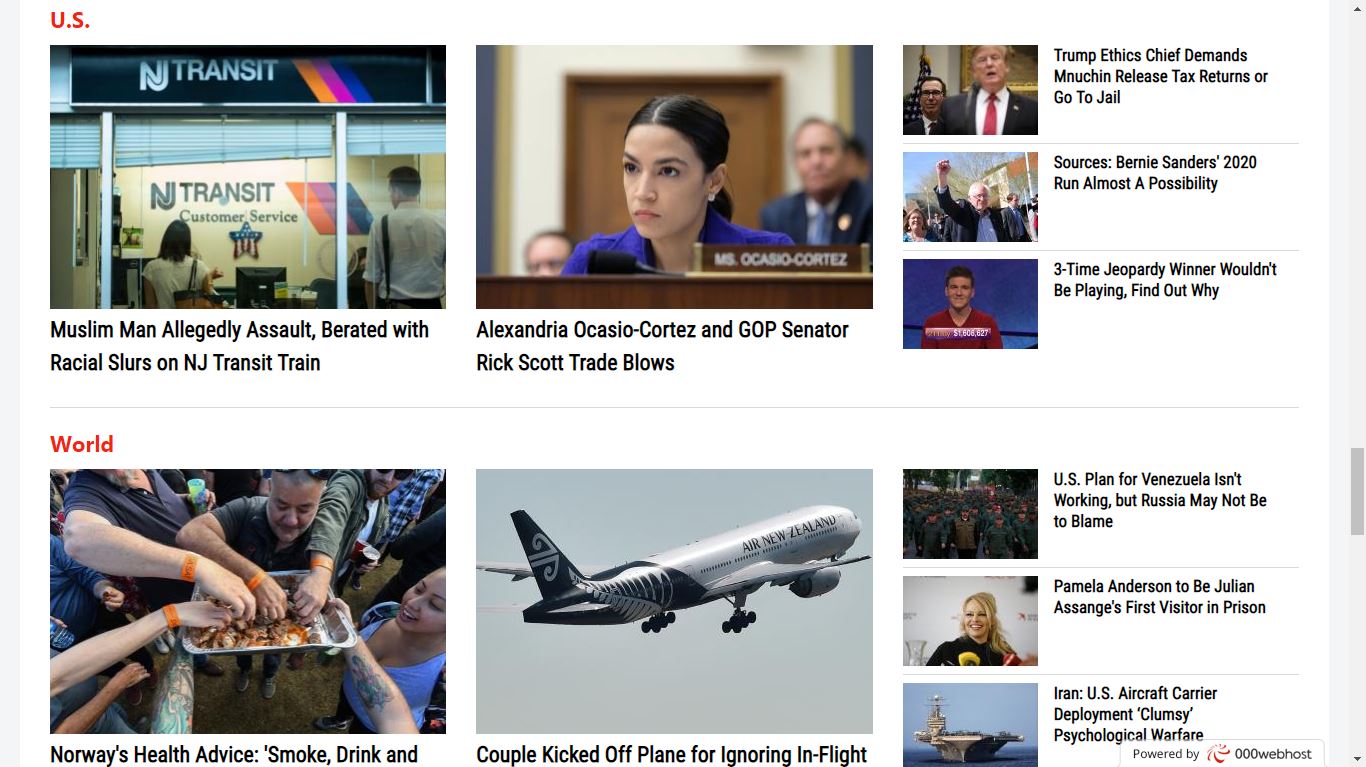 U.S.
NJ TRANSIT
NJ TRANSIT
Customer Service
Muslim Man Allegedly Assault, Berated with
Racial Slurs on NJ Transit Train
MS. OCASIO-CORTEZ
Alexandria Ocasio-Cortez and GOP Senator
Rick Scott Trade Blows
Trump Ethics Chief Demands
Mnuchin Release Tax Returns or
Go To Jail
Sources: Bernie Sanders' 2020
Run Almost A Possibility
$1,608,627
3-Time Jeopardy Winner Wouldn't
Be Playing, Find Out Why
World
Norway's Health Advice: 'Smoke, Drink and
AIR NEW ZEALAND
Couple Kicked Off Plane for Ignoring In-Flight
U.S. Plan for Venezuela Isn't
Working, but Russia May Not Be
to Blame
Pamela Anderson to Be Julian
Assange's First Visitor in Prison
Iran: U.S. Aircraft Carrier
Deployment ‘Clumsy’
Psychological Warfare
Powered by 000webhost